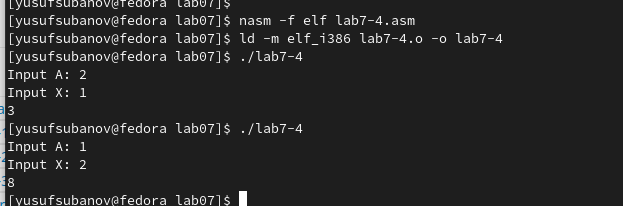 [yusufsubanov@fedora lab07]$
[yusufsubanov@fedora lab07]$ nasm -f elf lab7-4.asm
[yusufsubanov@fedora lab07]$ ld -m elf_i386 lab7-4.o -o lab7-4
[yusufsubanov@fedora lab07]$ ./lab7-4
Input A: 2
Input X: 1
3
[yusufsubanov@fedora lab07]$ ./lab7-4
Input A: 1
Input X: 2
8
[yusufsubanov@fedora lab07]$